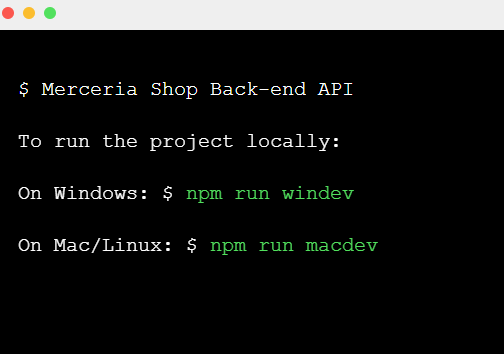 $ Merceria Shop Back-end API
To run the project locally:
On Windows: $ npm run windev
On Mac/Linux: $ npm run macdev